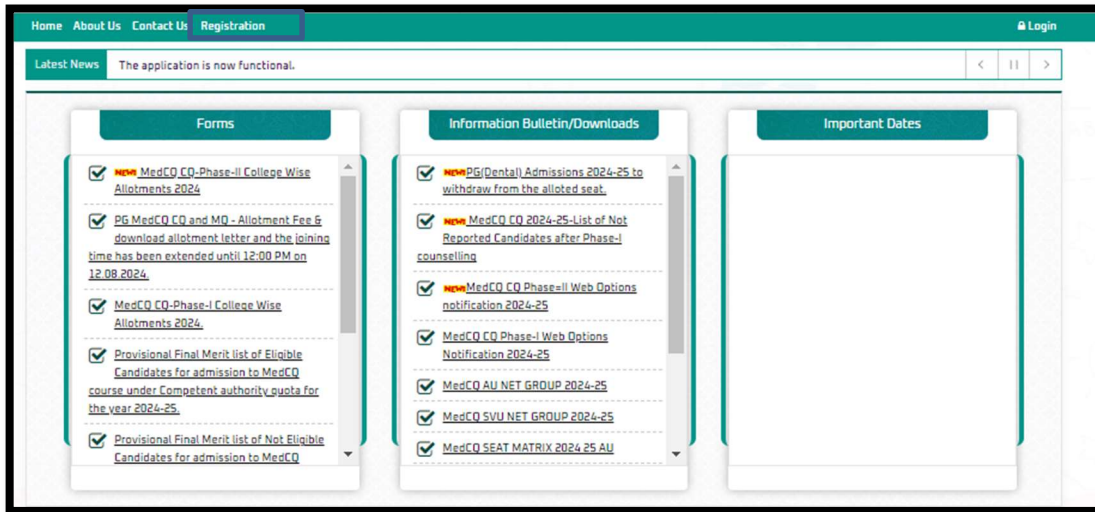 Home About Us Contact Us Registration Login
Latest News The application is now functional.
Forms
NEW! MedCQ CQ-Phase-II College Wise
Allotments 2024
PG MedCQ CQ and MQ - Allotment Fee &
download allotment letter and the joining
time has been extended until 12:00 PM on
12.08.2024.
MedCQ CQ-Phase-I College Wise
Allotments 2024.
Provisional Final Merit list of Eligible
Candidates for admission to MedCQ
course under Competent authority quota for
the year 2024-25.
Provisional Final Merit list of Not Eligible
Candidates for admission to MedCQ
Information Bulletin/Downloads
NEW! PG(Dental) Admissions 2024-25 to
withdraw from the alloted seat.
NEW! MedCQ CQ 2024-25-List of Not
Reported Candidates after Phase-I
counselling
NEW! MedCQ CQ Phase=II Web Options
notification 2024-25
MedCQ CQ Phase-I Web Options
Notification 2024-25
MedCQ AU NET GROUP 2024-25
MedCQ SVU NET GROUP 2024-25
MedCQ SEAT MATRIX 2024 25 AU
Important Dates